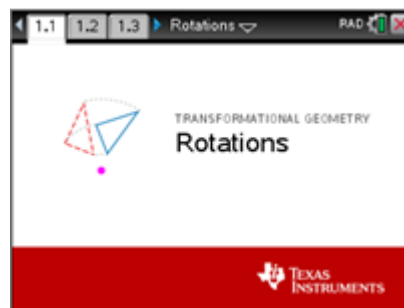 1.1 1.2 1.3 Rotations RAD
TRANSFORMATIONAL GEOMETRY
Rotations
TEXAS
INSTRUMENTS